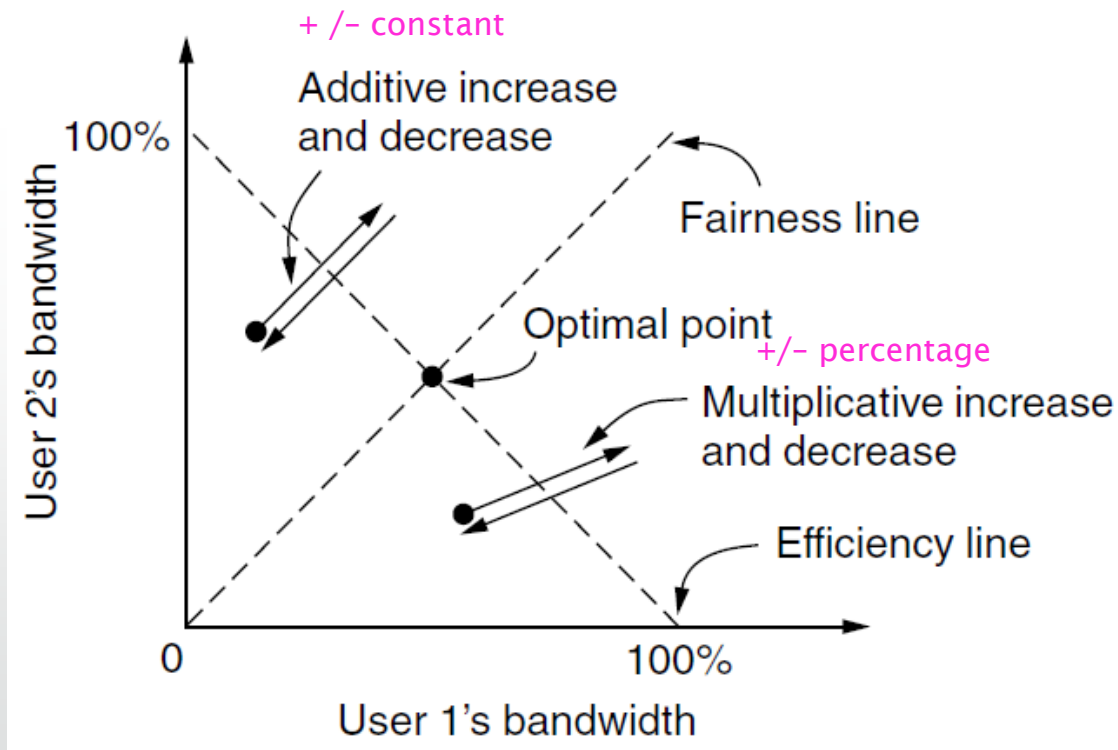 + /- constant
Additive increase
and decrease
100%
User 2's bandwidth
Fairness line
Optimal point
+/- percentage
Multiplicative increase
and decrease
Efficiency line
0
100%
User 1's bandwidth